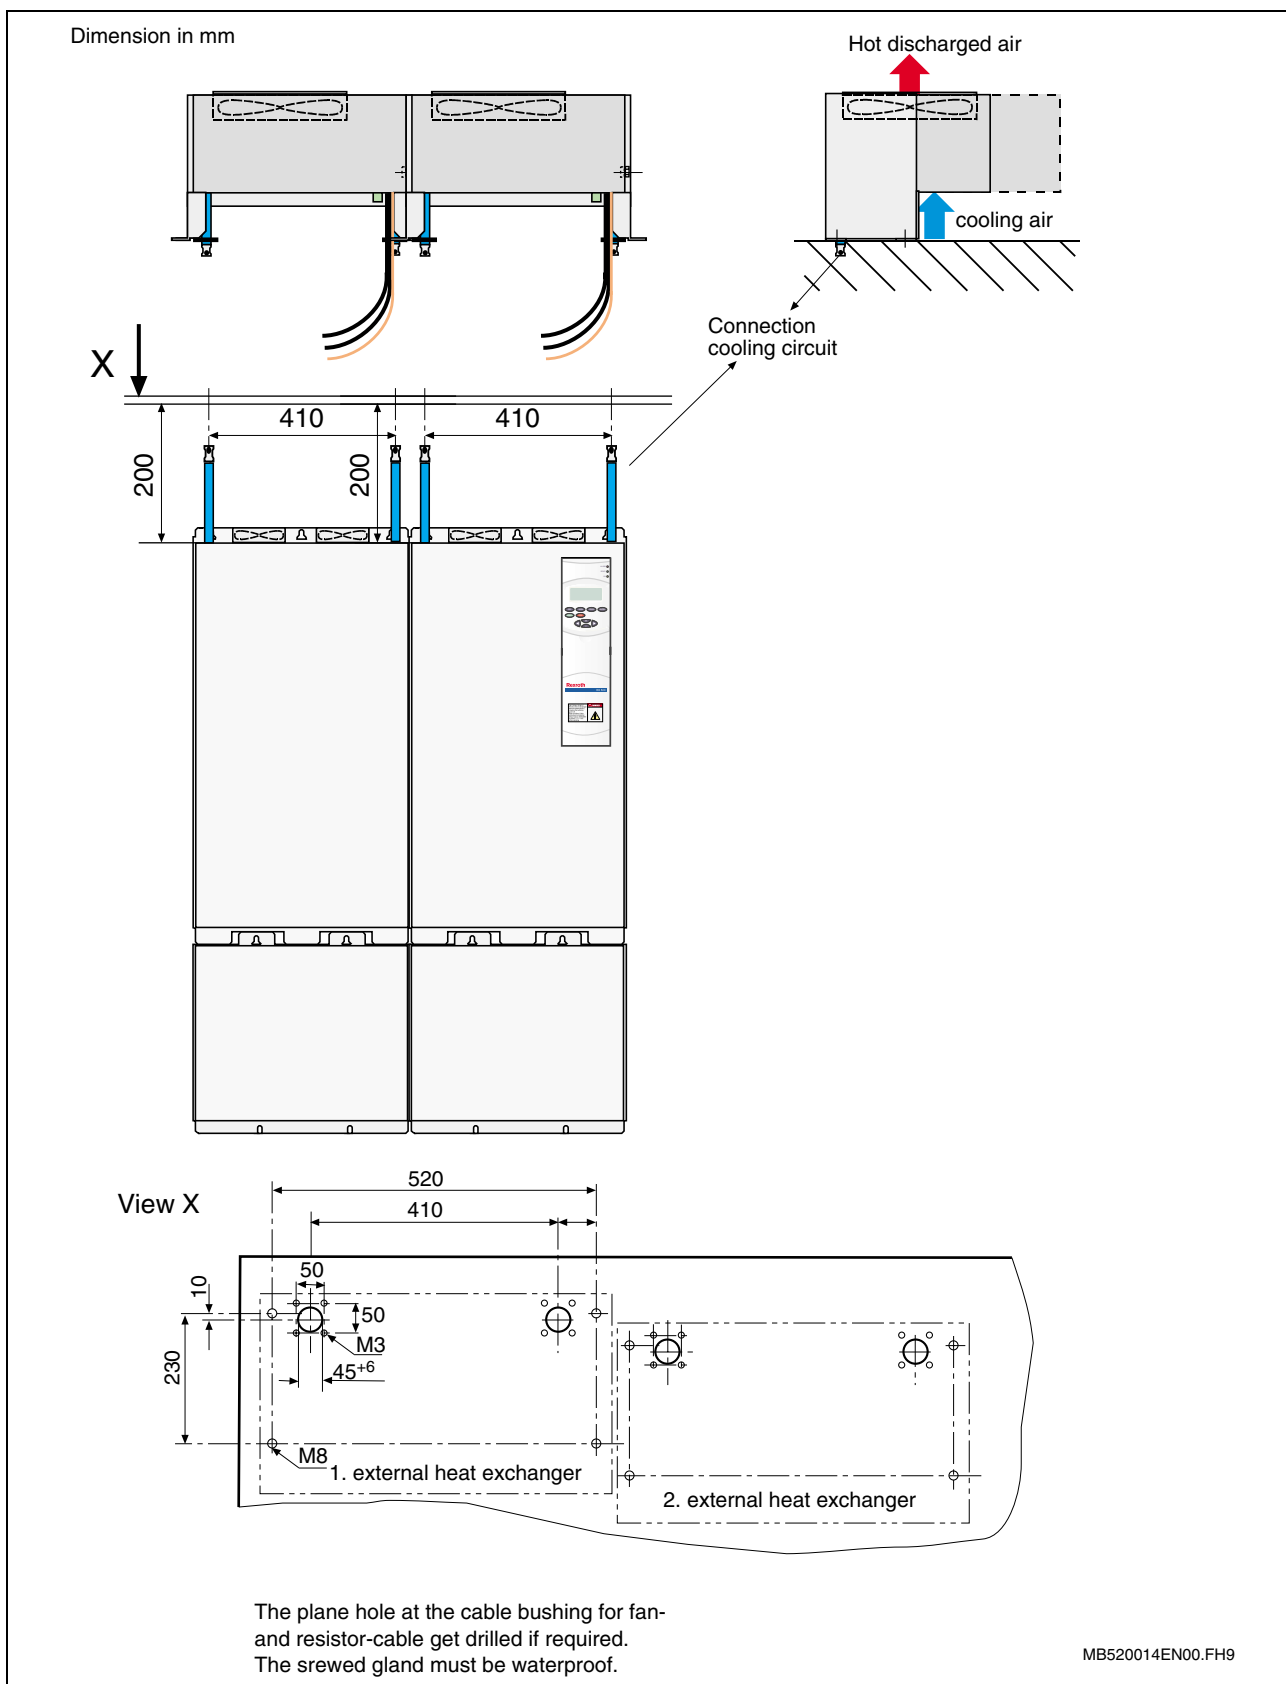 Dimension in mm
Hot discharged air
cooling air
Connection
cooling circuit
X
410
410
200
200
Rexroth
View X
520
410
10
50
50
M3
45+6
230
M8
1. external heat exchanger
2. external heat exchanger
The plane hole at the cable bushing for fan-
and resistor-cable get drilled if required.
The srewed gland must be waterproof.
MB520014EN00.FH9